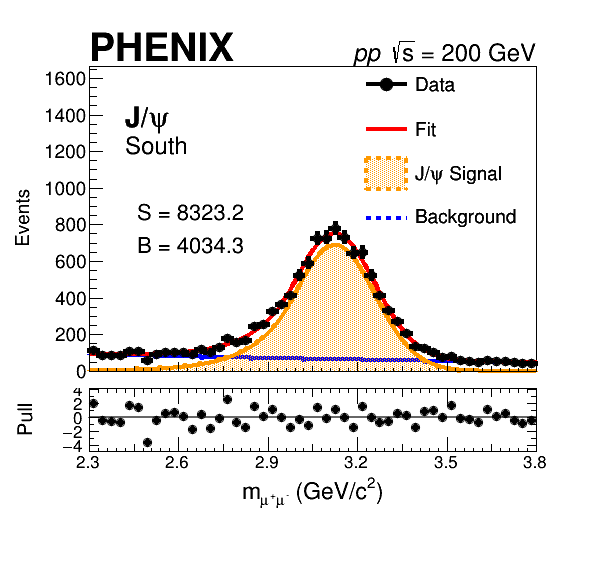 PHENIX
pp √s = 200 GeV
Data
Fit
J/ψ Signal
Background
J/ψ
South
S = 8323.2
B = 4034.3
Events
1600
1400
1200
1000
800
600
400
200
0
Pull
4
2
0
−2
−4
2.3 2.6 2.9 3.2 3.5 3.8
m_μ⁺μ⁻ (GeV/c²)